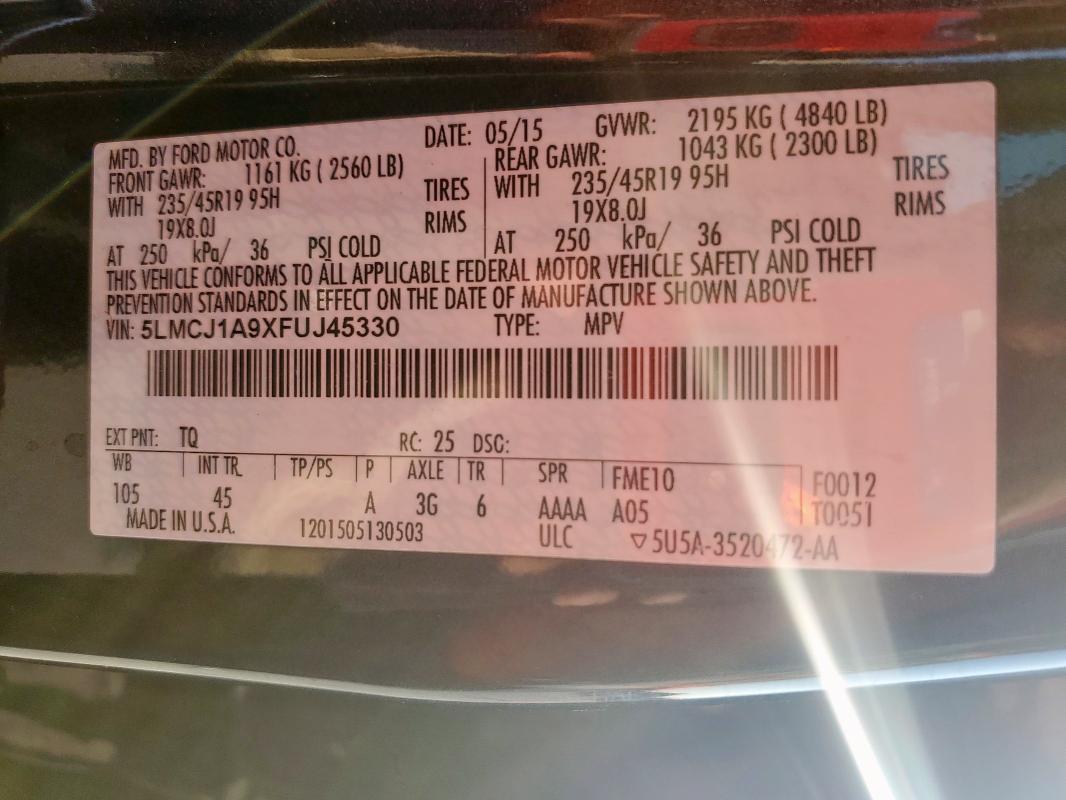 MFD. BY FORD MOTOR CO. DATE: 05/15 GVWR: 2195 KG ( 4840 LB)
FRONT GAWR: 1161 KG ( 2560 LB) REAR GAWR: 1043 KG ( 2300 LB)
WITH 235/45R19 95H TIRES WITH 235/45R19 95H TIRES
19X8.0J RIMS 19X8.0J RIMS
AT 250 kPa/ 36 PSI COLD AT 250 kPa/ 36 PSI COLD
THIS VEHICLE CONFORMS TO ALL APPLICABLE FEDERAL MOTOR VEHICLE SAFETY AND THEFT
PREVENTION STANDARDS IN EFFECT ON THE DATE OF MANUFACTURE SHOWN ABOVE.
VIN: 5LMCJ1A9XFUJ45330 TYPE: MPV
EXT PNT: TQ RC: 25 DSO:
WB INT TR TP/PS P AXLE TR SPR FME10 F0012
105 45 A 3G 6 AAAA A05 T0051
MADE IN U.S.A. 1201505130503 ULC ▽5U5A-3520472-AA